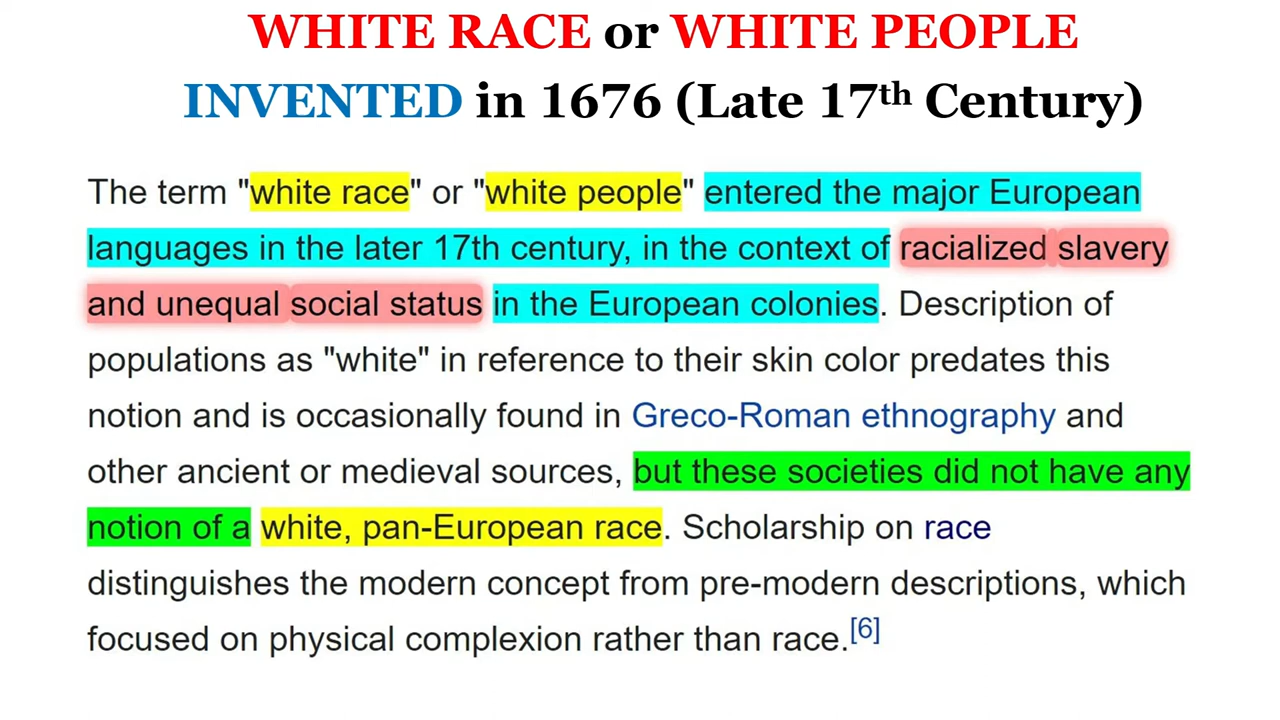 WHITE RACE or WHITE PEOPLE
INVENTED in 1676 (Late 17th Century)
The term "white race" or "white people" entered the major European
languages in the later 17th century, in the context of racialized slavery
and unequal social status in the European colonies. Description of
populations as "white" in reference to their skin color predates this
notion and is occasionally found in Greco-Roman ethnography and
other ancient or medieval sources, but these societies did not have any
notion of a white, pan-European race. Scholarship on race
distinguishes the modern concept from pre-modern descriptions, which
focused on physical complexion rather than race.[6]